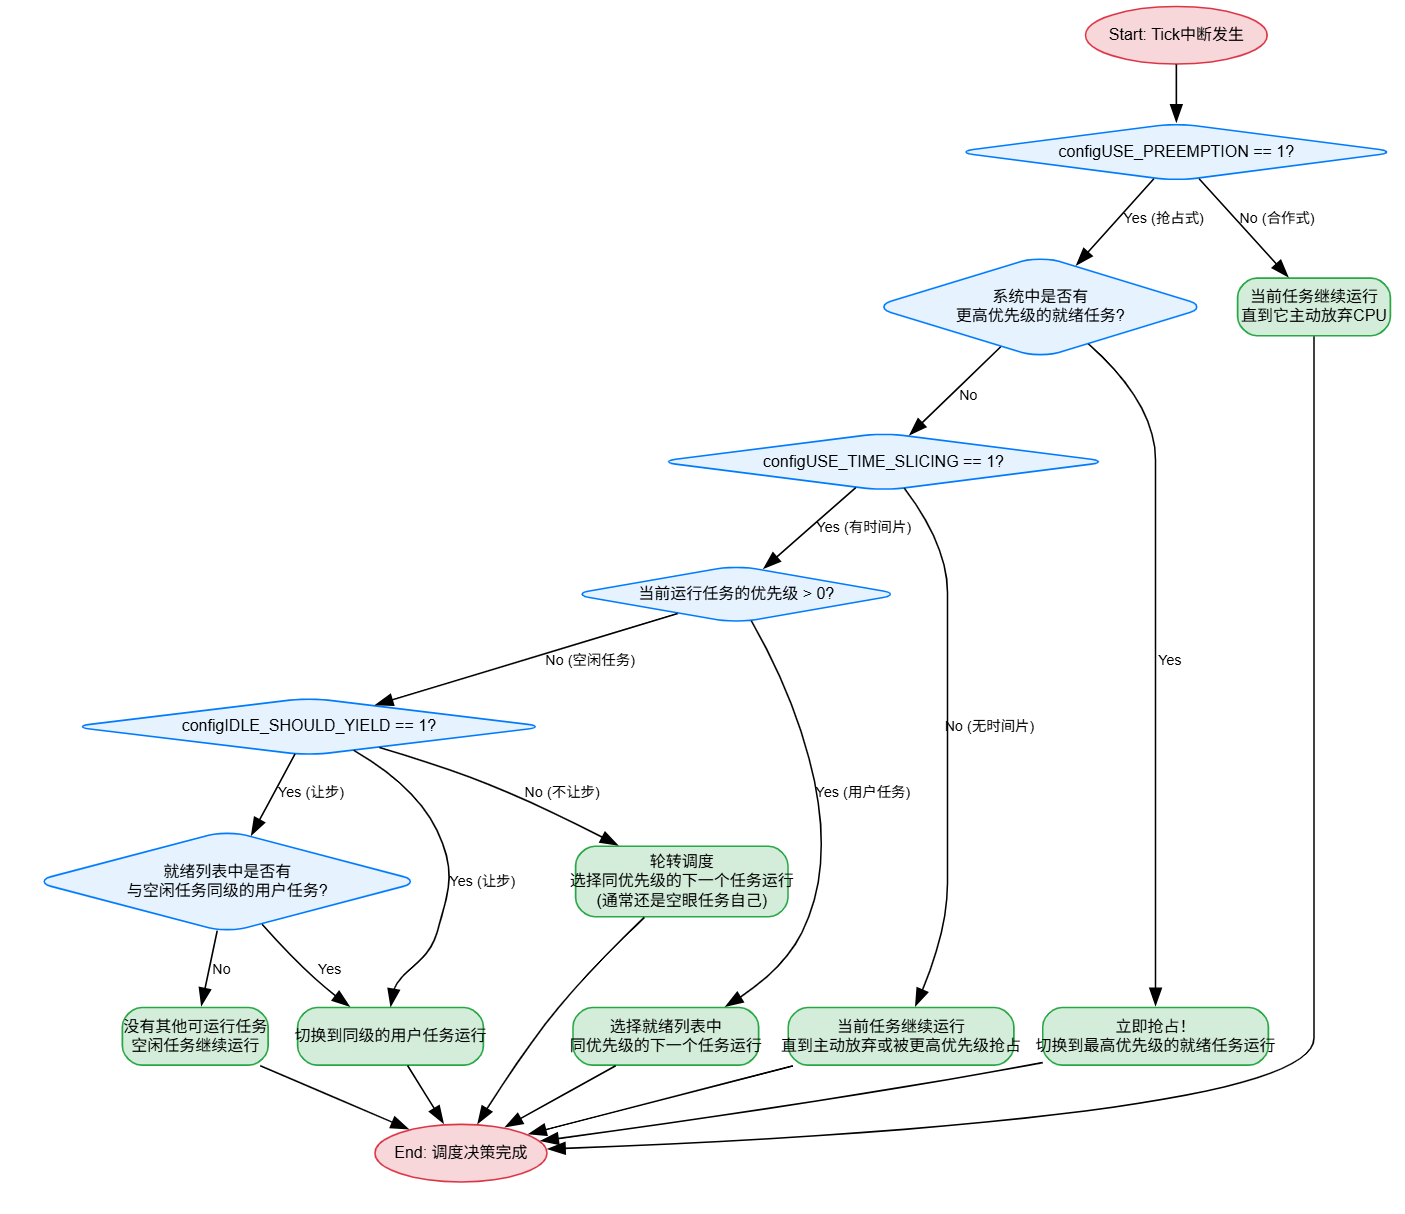 Start: Tick中断发生
configUSE_PREEMPTION == 1?
Yes (抢占式)
No (合作式)
系统中是否有
更高优先级的就绪任务?
当前任务继续运行
直到它主动放弃CPU
No
configUSE_TIME_SLICING == 1?
Yes (有时间片)
当前运行任务的优先级 > 0?
No (空闲任务)
Yes
configIDLE_SHOULD_YIELD == 1?
No (无时间片)
Yes (让步)
No (不让步)
Yes (用户任务)
就绪列表中是否有
与空闲任务同级的用户任务?
Yes (让步)
轮转调度
选择同优先级的下一个任务运行
(通常还是空眼任务自己)
No
Yes
没有其他可运行任务
空闲任务继续运行
切换到同级的用户任务运行
选择就绪列表中
同优先级的下一个任务运行
当前任务继续运行
直到主动放弃或被更高优先级抢占
立即抢占!
切换到最高优先级的就绪任务运行
End: 调度决策完成